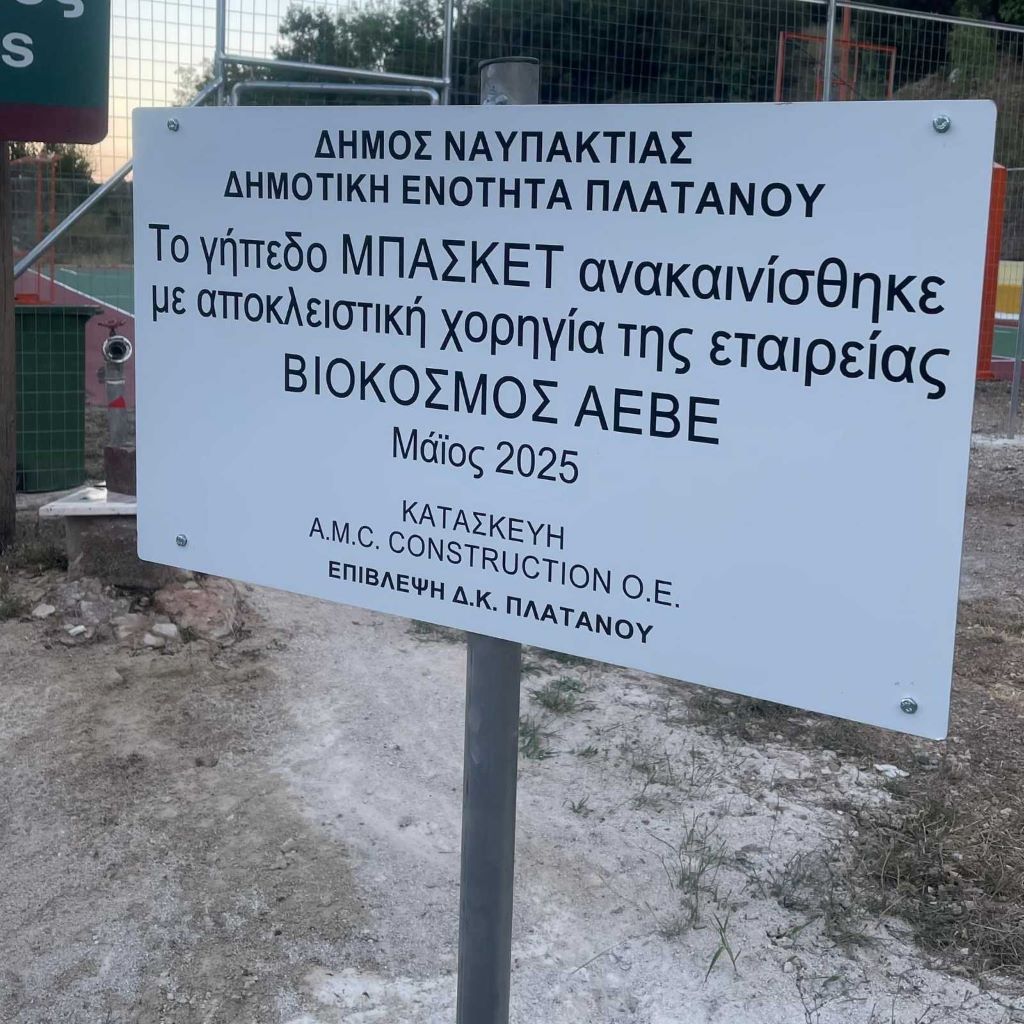 ΔΗΜΟΣ ΝΑΥΠΑΚΤΙΑΣ
ΔΗΜΟΤΙΚΗ ΕΝΟΤΗΤΑ ΠΛΑΤΑΝΟΥ
Το γήπεδο ΜΠΑΣΚΕΤ ανακαινίσθηκε
με αποκλειστική χορηγία της εταιρείας
ΒΙΟΚΟΣΜΟΣ ΑΕΒΕ
Μάϊος 2025
ΚΑΤΑΣΚΕΥΗ
A.M.C. CONSTRUCTION Ο.Ε.
ΕΠΙΒΛΕΨΗ Δ.Κ. ΠΛΑΤΑΝΟΥ